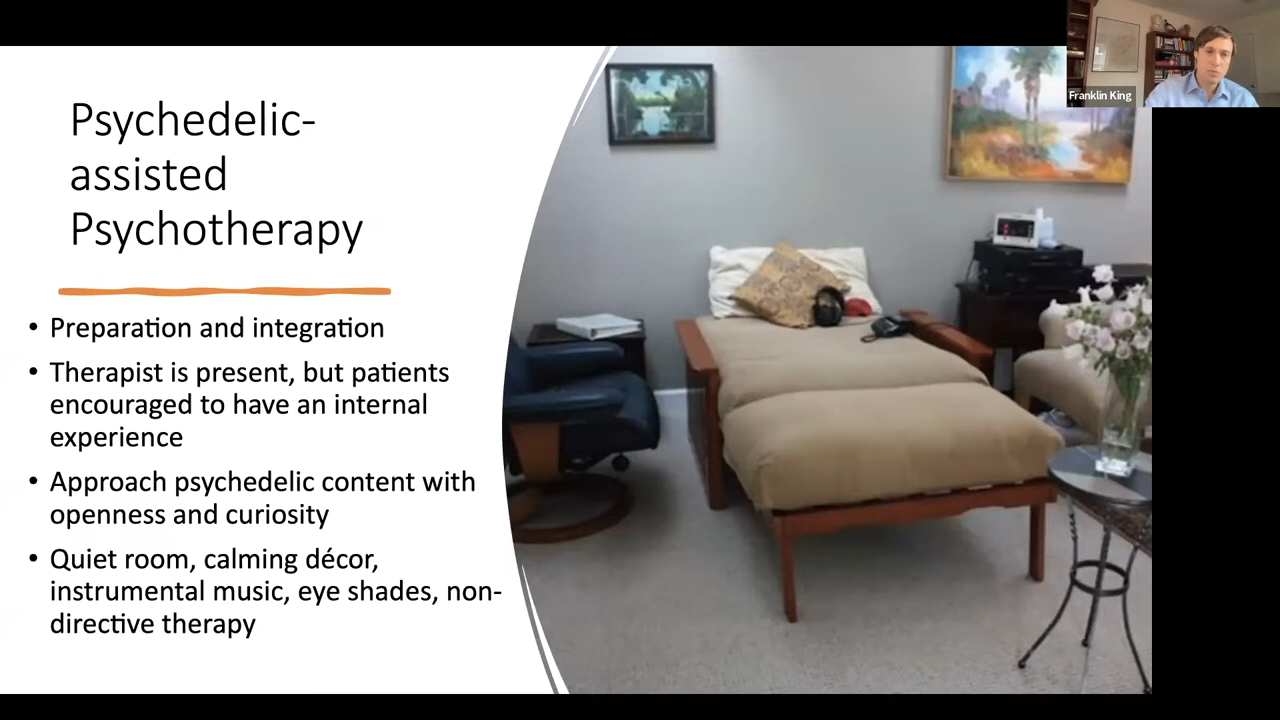 Psychedelic-
assisted
Psychotherapy
• Preparation and integration
• Therapist is present, but patients
encouraged to have an internal
experience
• Approach psychedelic content with
openness and curiosity
• Quiet room, calming décor,
instrumental music, eye shades, non-
directive therapy
Franklin King